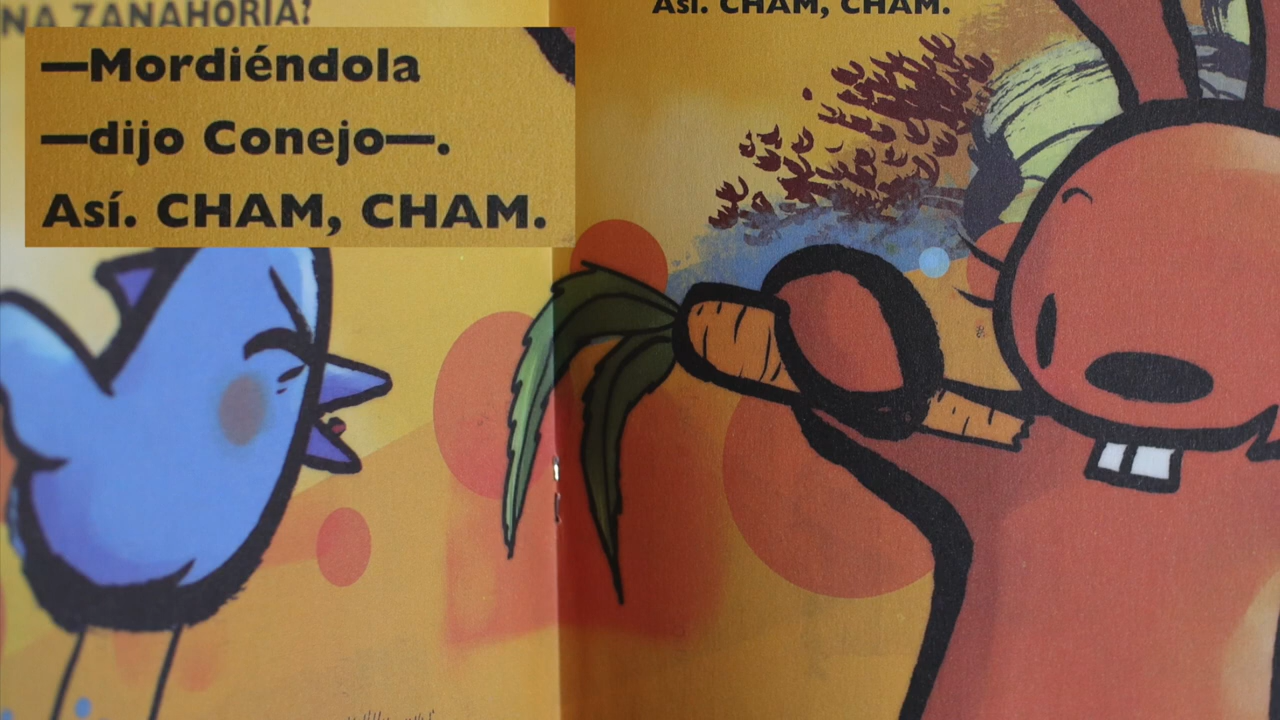 NA ZANAHORIA?
—Mordiéndola
—dijo Conejo—.
Así. CHAM, CHAM.
Así. CHAM, CHAM.